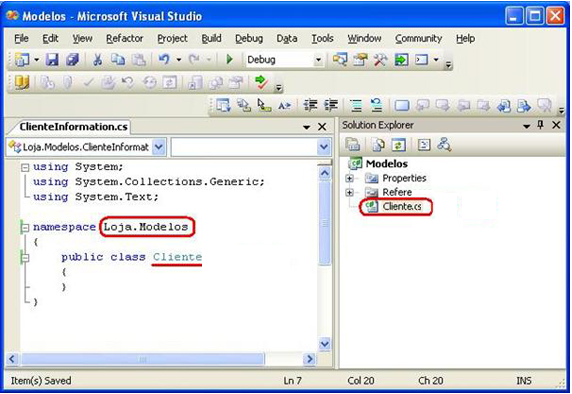 Modelos - Microsoft Visual Studio
File Edit View Refactor Project Build Debug Data Tools Window Community Help
Debug
ClienteInformation.cs
Solution Explorer
Loja.Modelos.ClienteInformat
using System;
using System.Collections.Generic;
using System.Text;
namespace Loja.Modelos
{
public class Cliente
{
}
}
Modelos
Properties
Refere
Cliente.cs
Item(s) Saved Ln 7 Col 20 Ch 20 INS